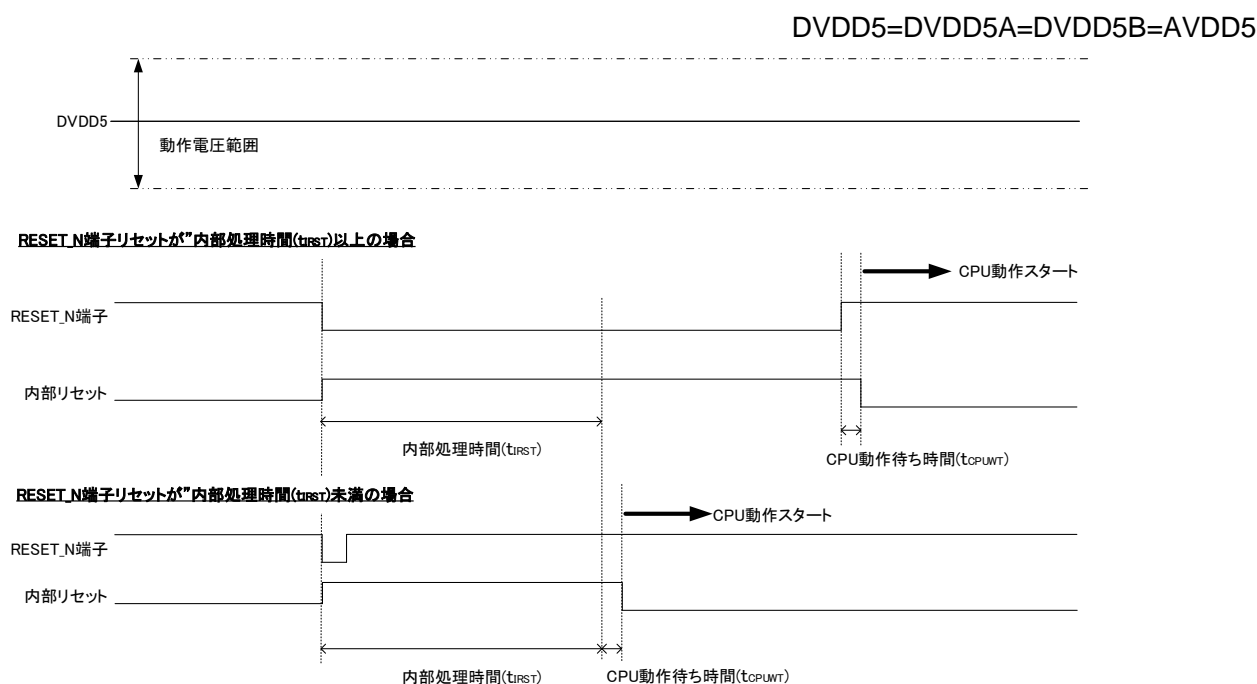 DVDD5=DVDD5A=DVDD5B=AVDD5
DVDD5
動作電圧範囲
RESET_N端子リセットが”内部処理時間(tIRST)以上の場合
CPU動作スタート
RESET_N端子
内部リセット
内部処理時間(tIRST)
CPU動作待ち時間(tCPUWT)
RESET_N端子リセットが”内部処理時間(tIRST)未満の場合
CPU動作スタート
RESET_N端子
内部リセット
内部処理時間(tIRST)
CPU動作待ち時間(tCPUWT)